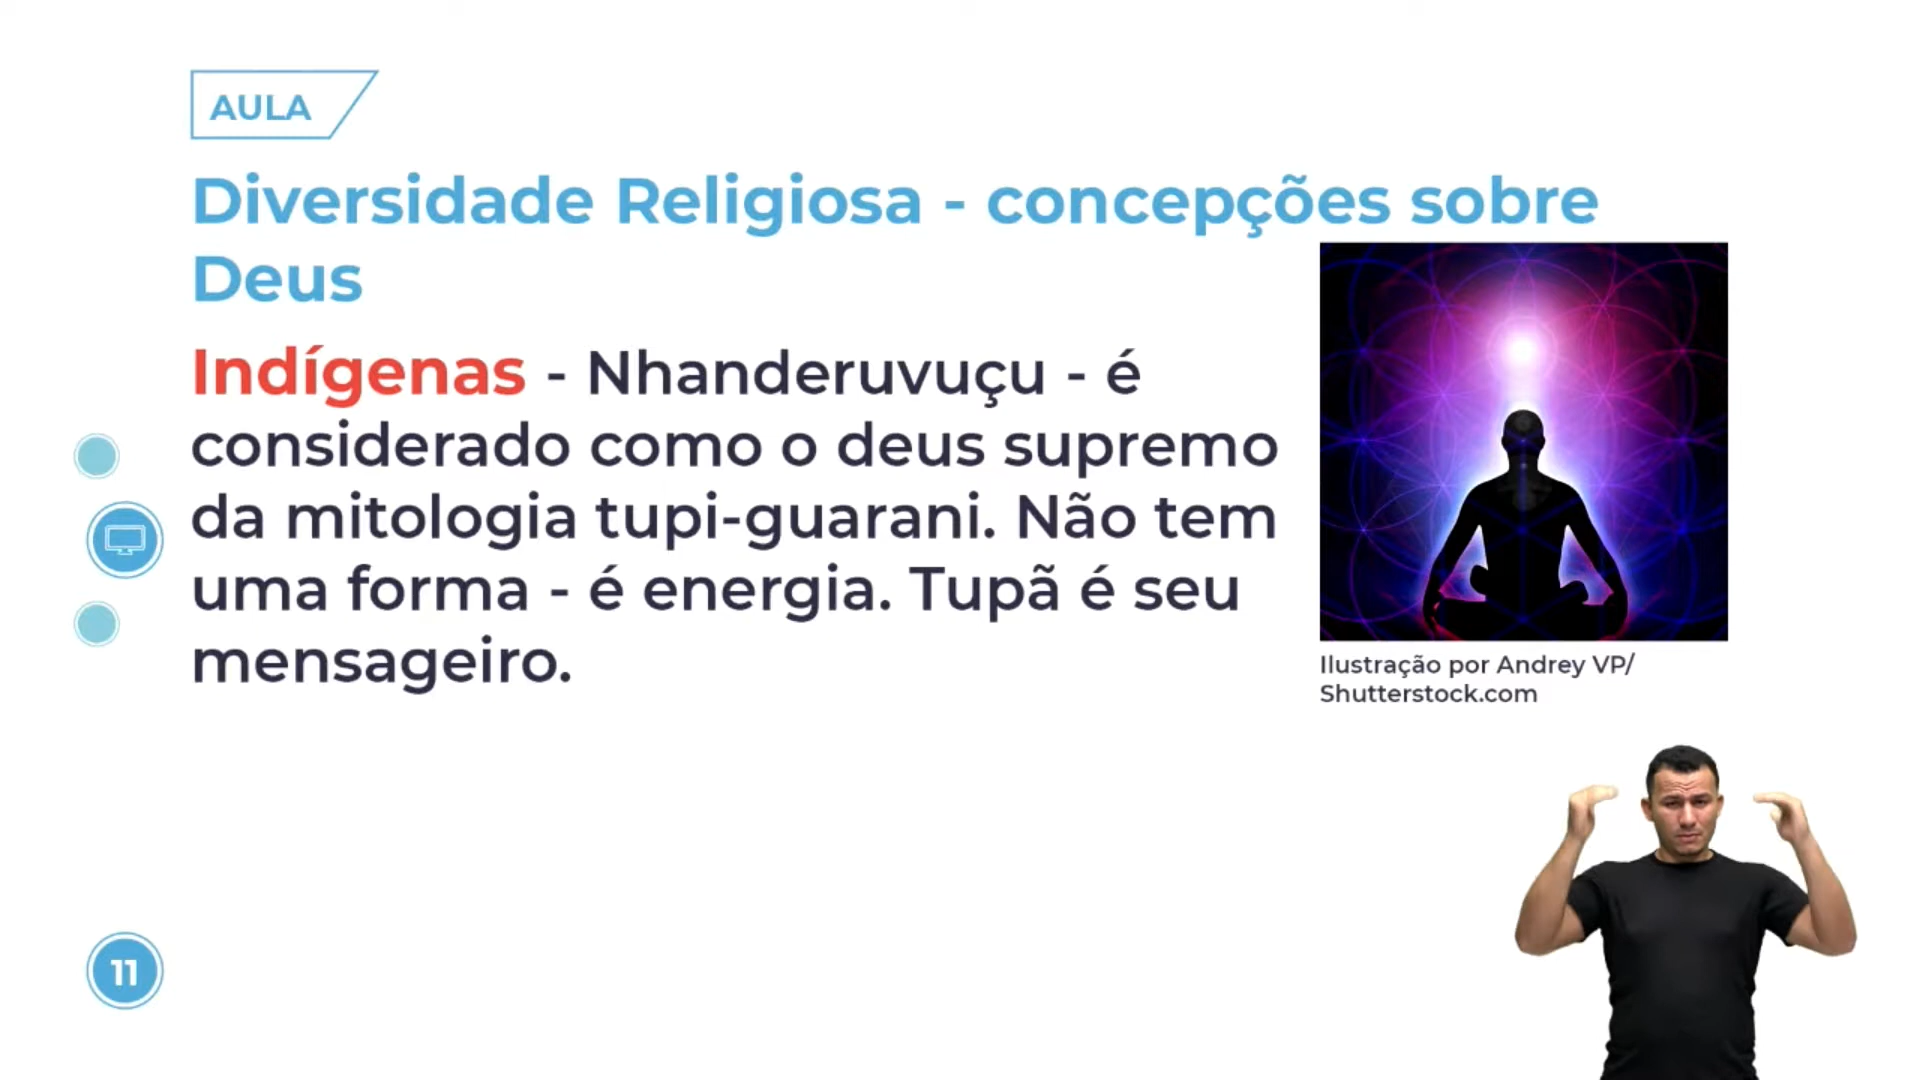 AULA
Diversidade Religiosa - concepções sobre
Deus
Indígenas - Nhanderuvuçu - é
considerado como o deus supremo
da mitologia tupi-guarani. Não tem
uma forma - é energia. Tupã é seu
mensageiro.
Ilustração por Andrey VP/
Shutterstock.com
11